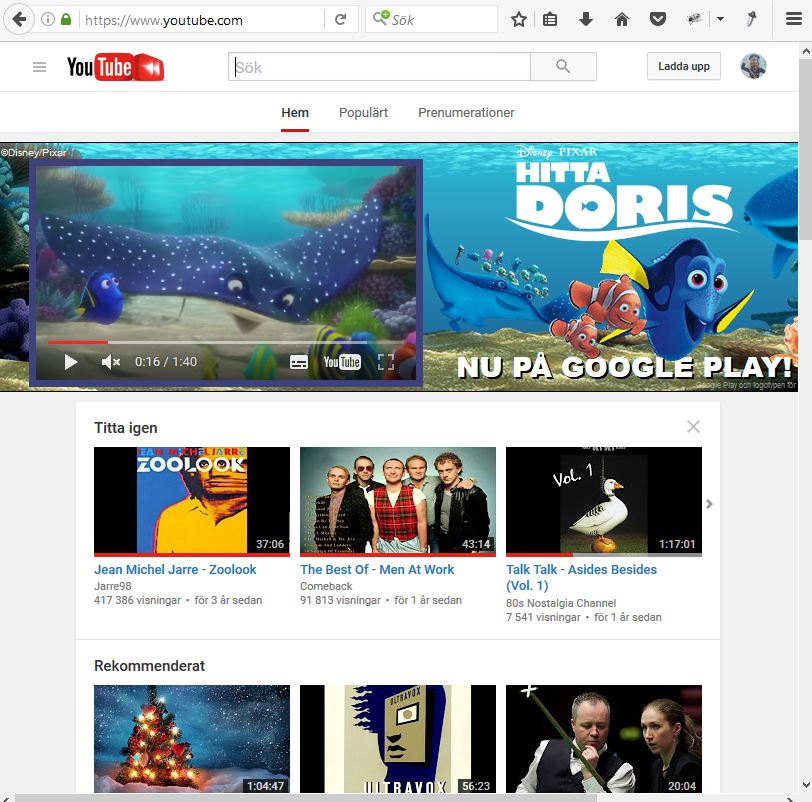 https://www.youtube.com
Sök
YouTube
Sök
Ladda upp
Hem
Populärt
Prenumerationer
©Disney/Pixar
Disney PIXAR
HITTA
DORIS
0:16 / 1:40
YouTube
NU PÅ GOOGLE PLAY!
Google Play och logotypen för
Titta igen
JEAN MICHEL JARRE
ZOOLOOK
37:06
43:14
Vol. 1
1:17:01
Jean Michel Jarre - Zoolook
Jarre98
417 386 visningar • för 3 år sedan
The Best Of - Men At Work
Comeback
91 813 visningar • för 1 år sedan
Talk Talk - Asides Besides
(Vol. 1)
80s Nostalgia Channel
7 541 visningar • för 1 år sedan
Rekommenderat
1:04:47
ULTRAVOX
ULTRAVOX
56:23
20:04